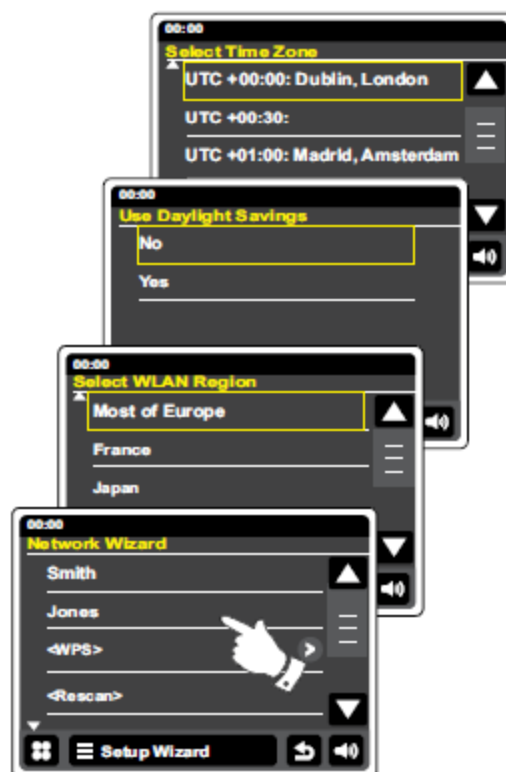 00:00
Select Time Zone
UTC +00:00: Dublin, London
UTC +00:30:
UTC +01:00: Madrid, Amsterdam
00:00
Use Daylight Savings
No
Yes
00:00
Select WLAN Region
Most of Europe
France
Japan
00:00
Network Wizard
Smith
Jones
<WPS>
<Rescan>
Setup Wizard